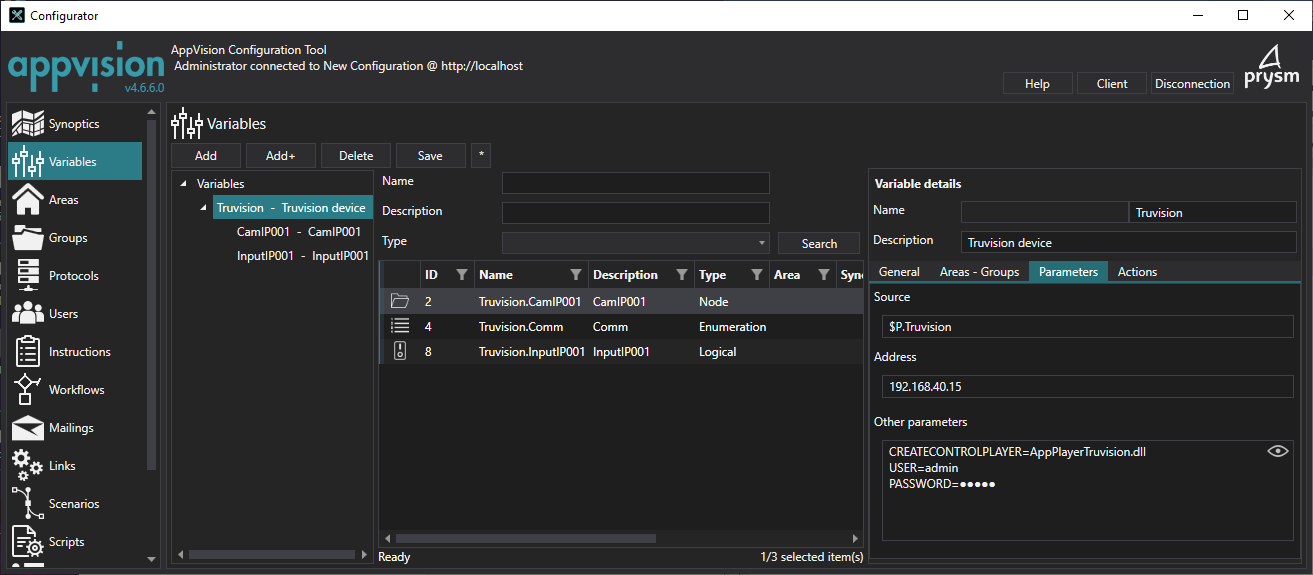 Configurator
appvision
v4.6.6.0
AppVision Configuration Tool
Administrator connected to New Configuration @ http://localhost
Help
Client
Disconnection
prysm
Synoptics
Variables
Areas
Groups
Protocols
Users
Instructions
Workflows
Mailings
Links
Scenarios
Scripts
Variables
Add
Add+
Delete
Save
*
Variables
Truvision - Truvision device
CamIP001 - CamIP001
InputIP001 - InputIP001
Name
Description
Type
Search
ID Name Description Type Area Syn
2 Truvision.CamIP001 CamIP001 Node
4 Truvision.Comm Comm Enumeration
8 Truvision.InputIP001 InputIP001 Logical
Ready
1/3 selected item(s)
Variable details
Name
Truvision
Description
Truvision device
General Areas - Groups Parameters Actions
Source
$P.Truvision
Address
192.168.40.15
Other parameters
CREATECONTROLPLAYER=AppPlayerTruvision.dll
USER=admin
PASSWORD=●●●●●